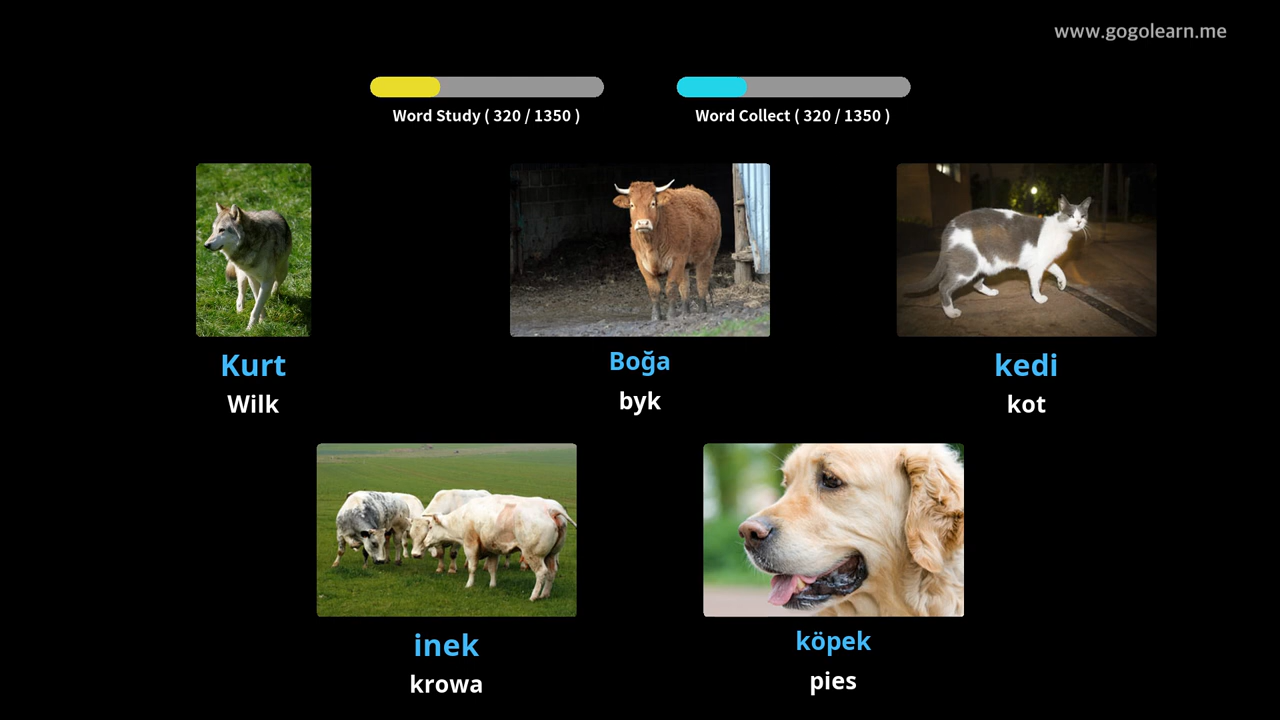 www.gogolearn.me
Word Study ( 320 / 1350 )
Word Collect ( 320 / 1350 )
Kurt
Wilk
Boğa
byk
kedi
kot
inek
krowa
köpek
pies